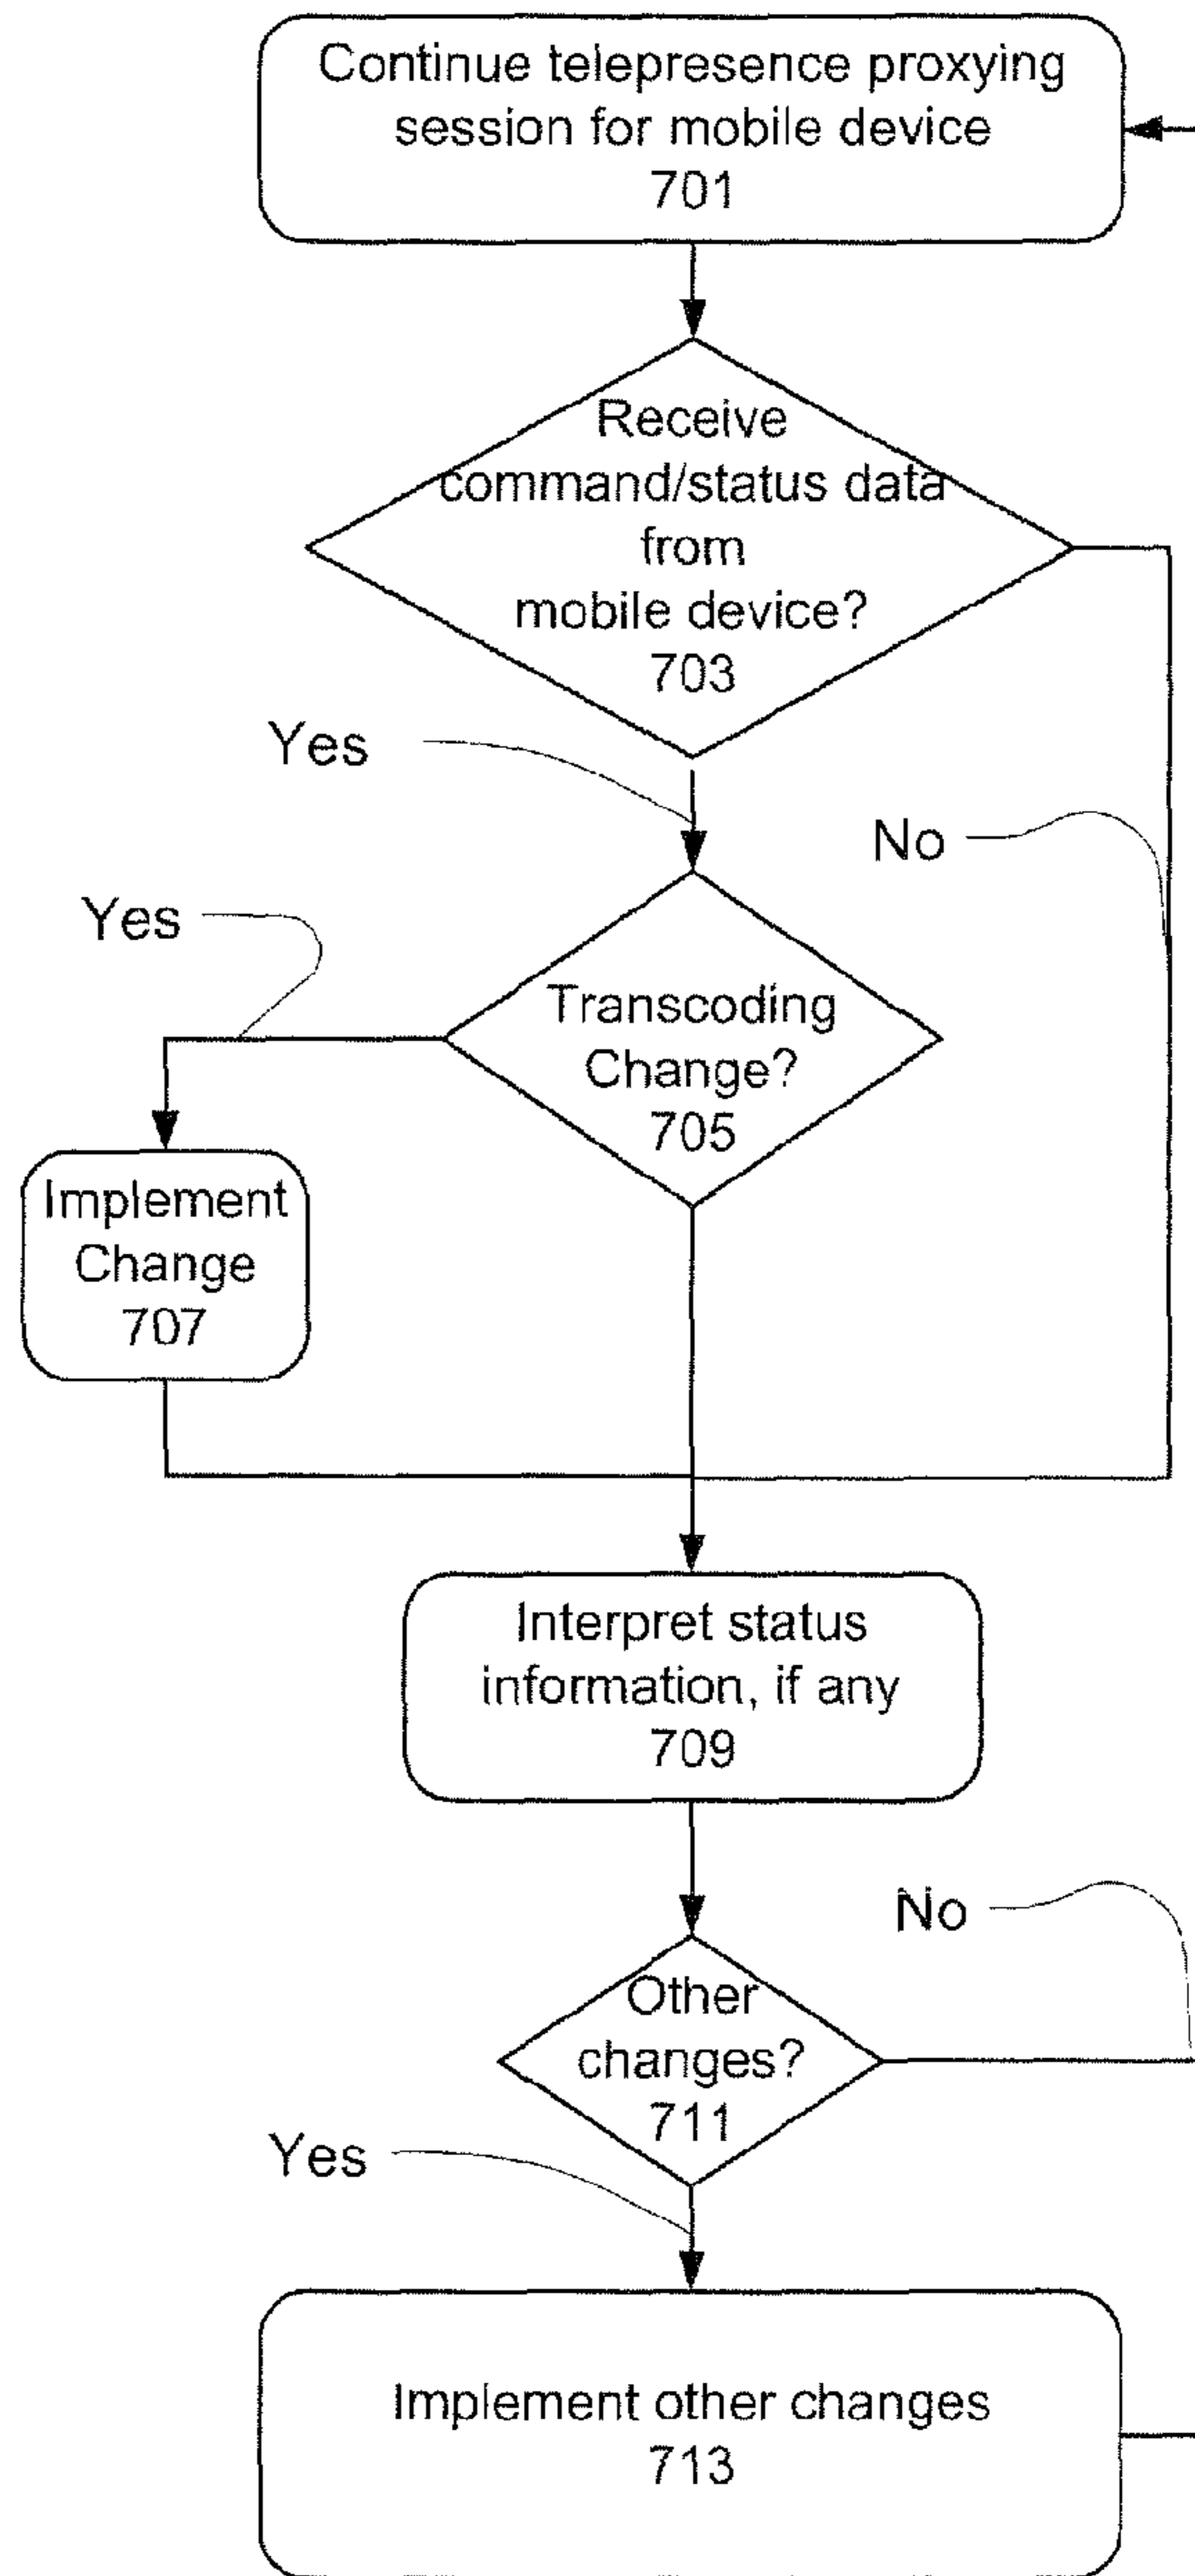 Continue telepresence proxying
session for mobile device
701
Receive
command/status data
from
mobile device?
703
Yes
No
Yes
Transcoding
Change?
705
Implement
Change
707
Interpret status
information, if any
709
No
Other
changes?
711
Yes
Implement other changes
713